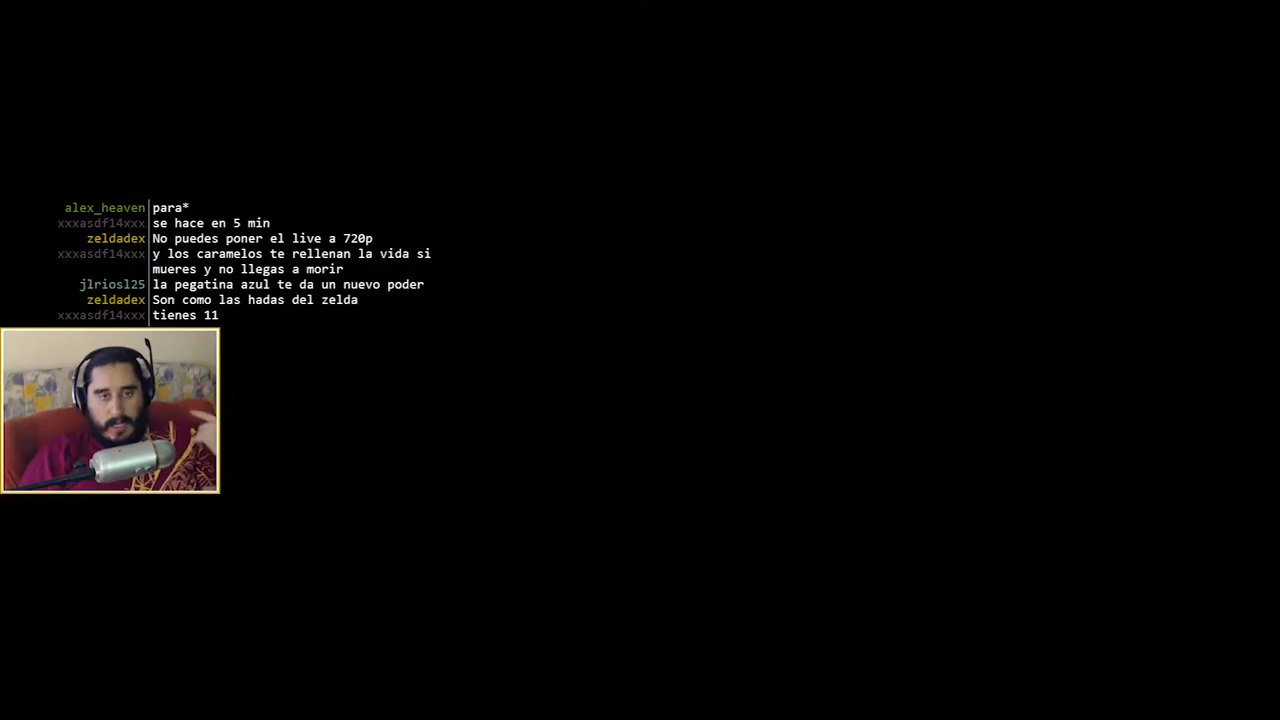 alex_heaven para*
xxxasdf14xxx se hace en 5 min
zeldadex No puedes poner el live a 720p
xxxasdf14xxx y los caramelos te rellenan la vida si
mueres y no llegas a morir
jlriosl25 la pegatina azul te da un nuevo poder
zeldadex Son como las hadas del zelda
xxxasdf14xxx tienes 11